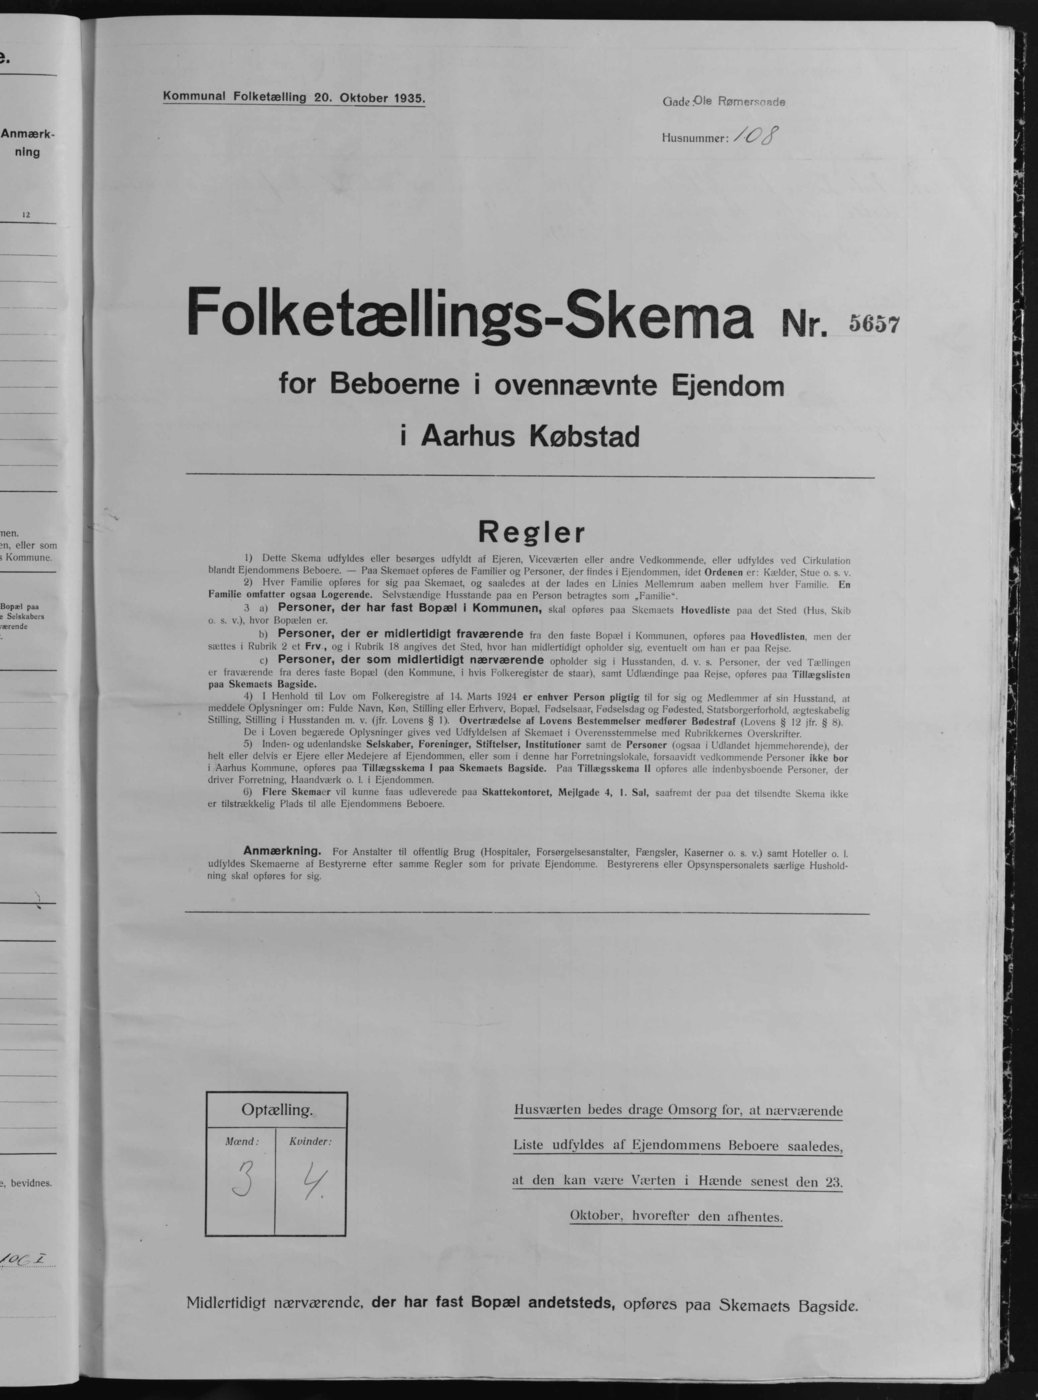 e.
Anmærk-
ning
12
men.
en, eller som
s Kommune.
Bopæl paa
e Selskabers
værende
e, bevidnes.
106 I
Kommunal Folketælling 20. Oktober 1935.
Gade: Ole Rømersgade
Husnummer: 108
Folketællings-Skema Nr. 5657
for Beboerne i ovennævnte Ejendom
i Aarhus Købstad
Regler
1) Dette Skema udfyldes eller besørges udfyldt af Ejeren, Viceværten eller andre Vedkommende, eller udfyldes ved Cirkulation
blandt Ejendommens Beboere. — Paa Skemaet opføres de Familier og Personer, der findes i Ejendommen, idet Ordenen er: Kælder, Stue o. s. v.
2) Hver Familie opføres for sig paa Skemaet, og saaledes at der lades en Linies Mellemrum aaben mellem hver Familie. En
Familie omfatter ogsaa Logerende. Selvstændige Husstande paa en Person betragtes som „Familie“.
3 a) Personer, der har fast Bopæl i Kommunen, skal opføres paa Skemaets Hovedliste paa det Sted (Hus, Skib
o. s. v.), hvor Bopælen er.
b) Personer, der er midlertidigt fraværende fra den faste Bopæl i Kommunen, opføres paa Hovedlisten, men der
sættes i Rubrik 2 et Frv., og i Rubrik 18 angives det Sted, hvor han midlertidigt opholder sig, eventuelt om han er paa Rejse.
c) Personer, der som midlertidigt nærværende opholder sig i Husstanden, d. v. s. Personer, der ved Tællingen
er fraværende fra deres faste Bopæl (den Kommune, i hvis Folkeregister de staar), samt Udlændinge paa Rejse, opføres paa Tillægslisten
paa Skemaets Bagside.
4) I Henhold til Lov om Folkeregistre af 14. Marts 1924 er enhver Person pligtig til for sig og Medlemmer af sin Husstand, at
meddele Oplysninger om: Fulde Navn, Køn, Stilling eller Erhverv, Bopæl, Fødselsaar, Fødselsdag og Fødested, Statsborgerforhold, ægteskabelig
Stilling, Stilling i Husstanden m. v. (jfr. Lovens § 1). Overtrædelse af Lovens Bestemmelser medfører Bødestraf (Lovens § 12 jfr. § 8).
De i Loven begærede Oplysninger gives ved Udfyldelsen af Skemaet i Overensstemmelse med Rubrikkernes Overskrifter.
5) Inden- og udenlandske Selskaber, Foreninger, Stiftelser, Institutioner samt de Personer (ogsaa i Udlandet hjemmehørende), der
helt eller delvis er Ejere eller Medejere af Ejendommen, eller som i denne har Forretningslokale, forsaavidt vedkommende Personer ikke bor
i Aarhus Kommune, opføres paa Tillægsskema I paa Skemaets Bagside. Paa Tillægsskema II opføres alle indenbysboende Personer, der
driver Forretning, Haandværk o. l. i Ejendommen.
6) Flere Skemaer vil kunne faas udleverede paa Skattekontoret, Mejlgade 4, 1. Sal, saafremt der paa det tilsendte Skema ikke
er tilstrækkelig Plads til alle Ejendommens Beboere.
Anmærkning. For Anstalter til offentlig Brug (Hospitaler, Forsørgelsesanstalter, Fængsler, Kaserner o. s. v.) samt Hoteller o. l.
udfyldes Skemaerne af Bestyrerne efter samme Regler som for private Ejendomme. Bestyrerens eller Opsynspersonalets særlige Hushold-
ning skal opføres for sig.
Optælling.
Mænd: Kvinder:
3 4.
Husværten bedes drage Omsorg for, at nærværende
Liste udfyldes af Ejendommens Beboere saaledes,
at den kan være Værten i Hænde senest den 23.
Oktober, hvorefter den afhentes.
Midlertidigt nærværende, der har fast Bopæl andetsteds, opføres paa Skemaets Bagside.